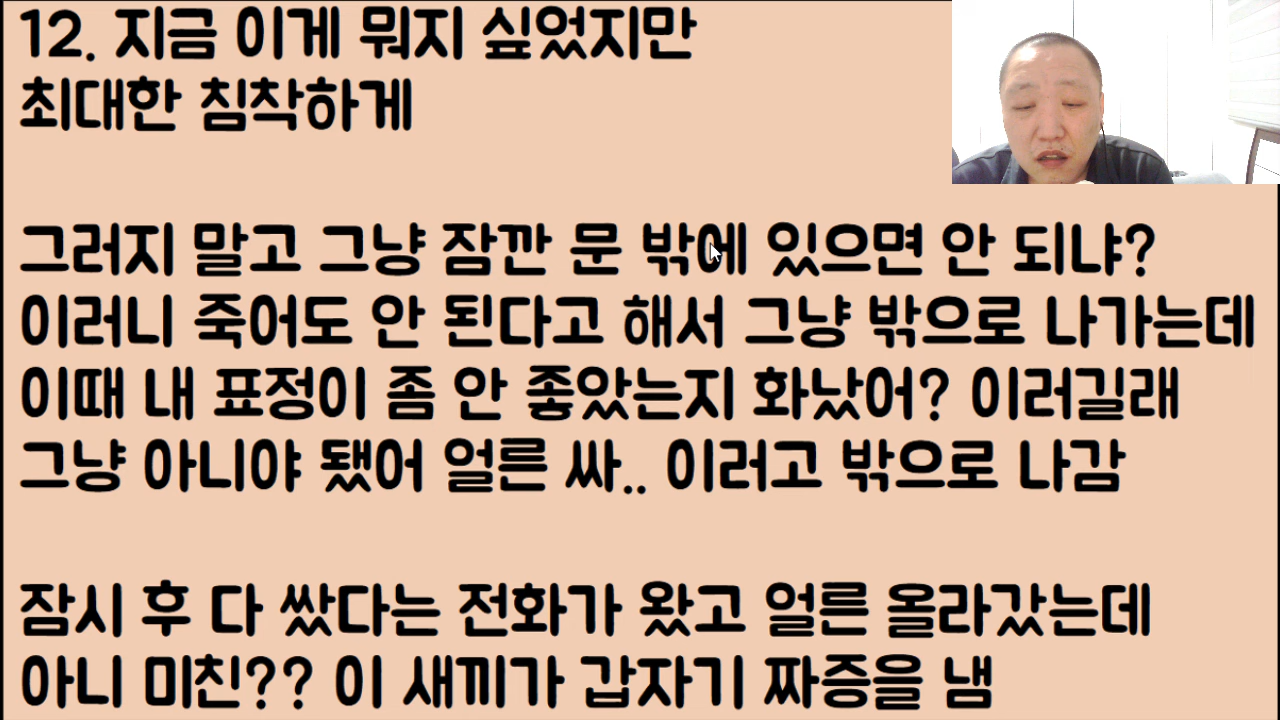 12. 지금 이게 뭐지 싶었지만
최대한 침착하게
그러지 말고 그냥 잠깐 문 밖에 있으면 안 되냐?
이러니 죽어도 안 된다고 해서 그냥 밖으로 나가는데
이때 내 표정이 좀 안 좋았는지 화났어? 이러길래
그냥 아니야 됐어 얼른 싸.. 이러고 밖으로 나감
잠시 후 다 쌌다는 전화가 왔고 얼른 올라갔는데
아니 미친?? 이 새끼가 갑자기 짜증을 냄